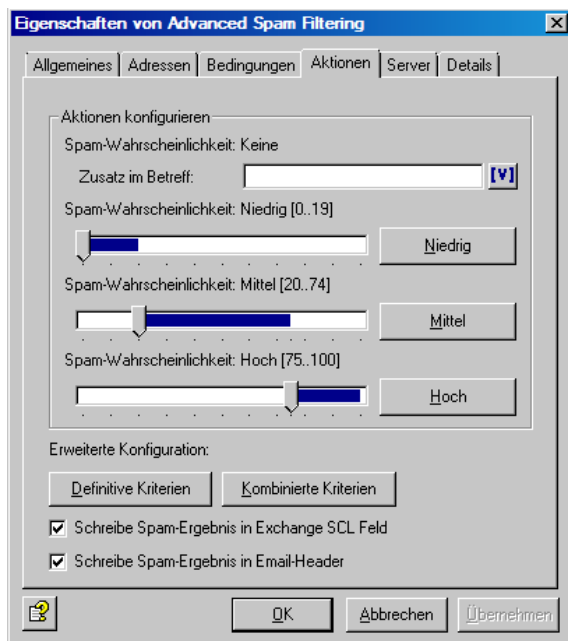 Eigenschaften von Advanced Spam Filtering
Allgemeines Adressen Bedingungen Aktionen Server Details
Aktionen konfigurieren
Spam-Wahrscheinlichkeit: Keine
Zusatz im Betreff: [V]
Spam-Wahrscheinlichkeit: Niedrig [0..19]
Niedrig
Spam-Wahrscheinlichkeit: Mittel [20..74]
Mittel
Spam-Wahrscheinlichkeit: Hoch [75..100]
Hoch
Erweiterte Konfiguration:
Definitive Kriterien Kombinierte Kriterien
Schreibe Spam-Ergebnis in Exchange SCL Feld
Schreibe Spam-Ergebnis in Email-Header
OK Abbrechen Übernehmen